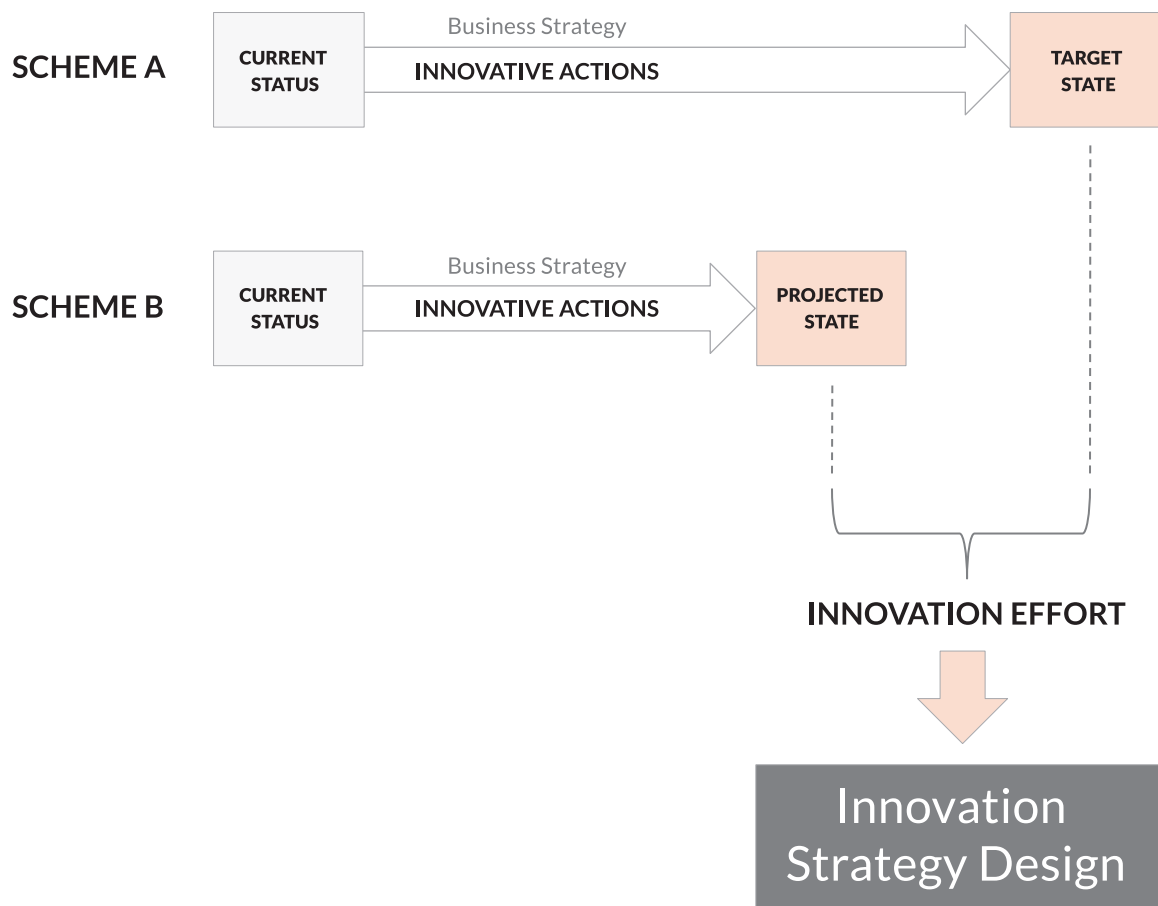 Business Strategy
SCHEME A
CURRENT
STATUS
INNOVATIVE ACTIONS
TARGET
STATE
Business Strategy
SCHEME B
CURRENT
STATUS
INNOVATIVE ACTIONS
PROJECTED
STATE
INNOVATION EFFORT
Innovation
Strategy Design